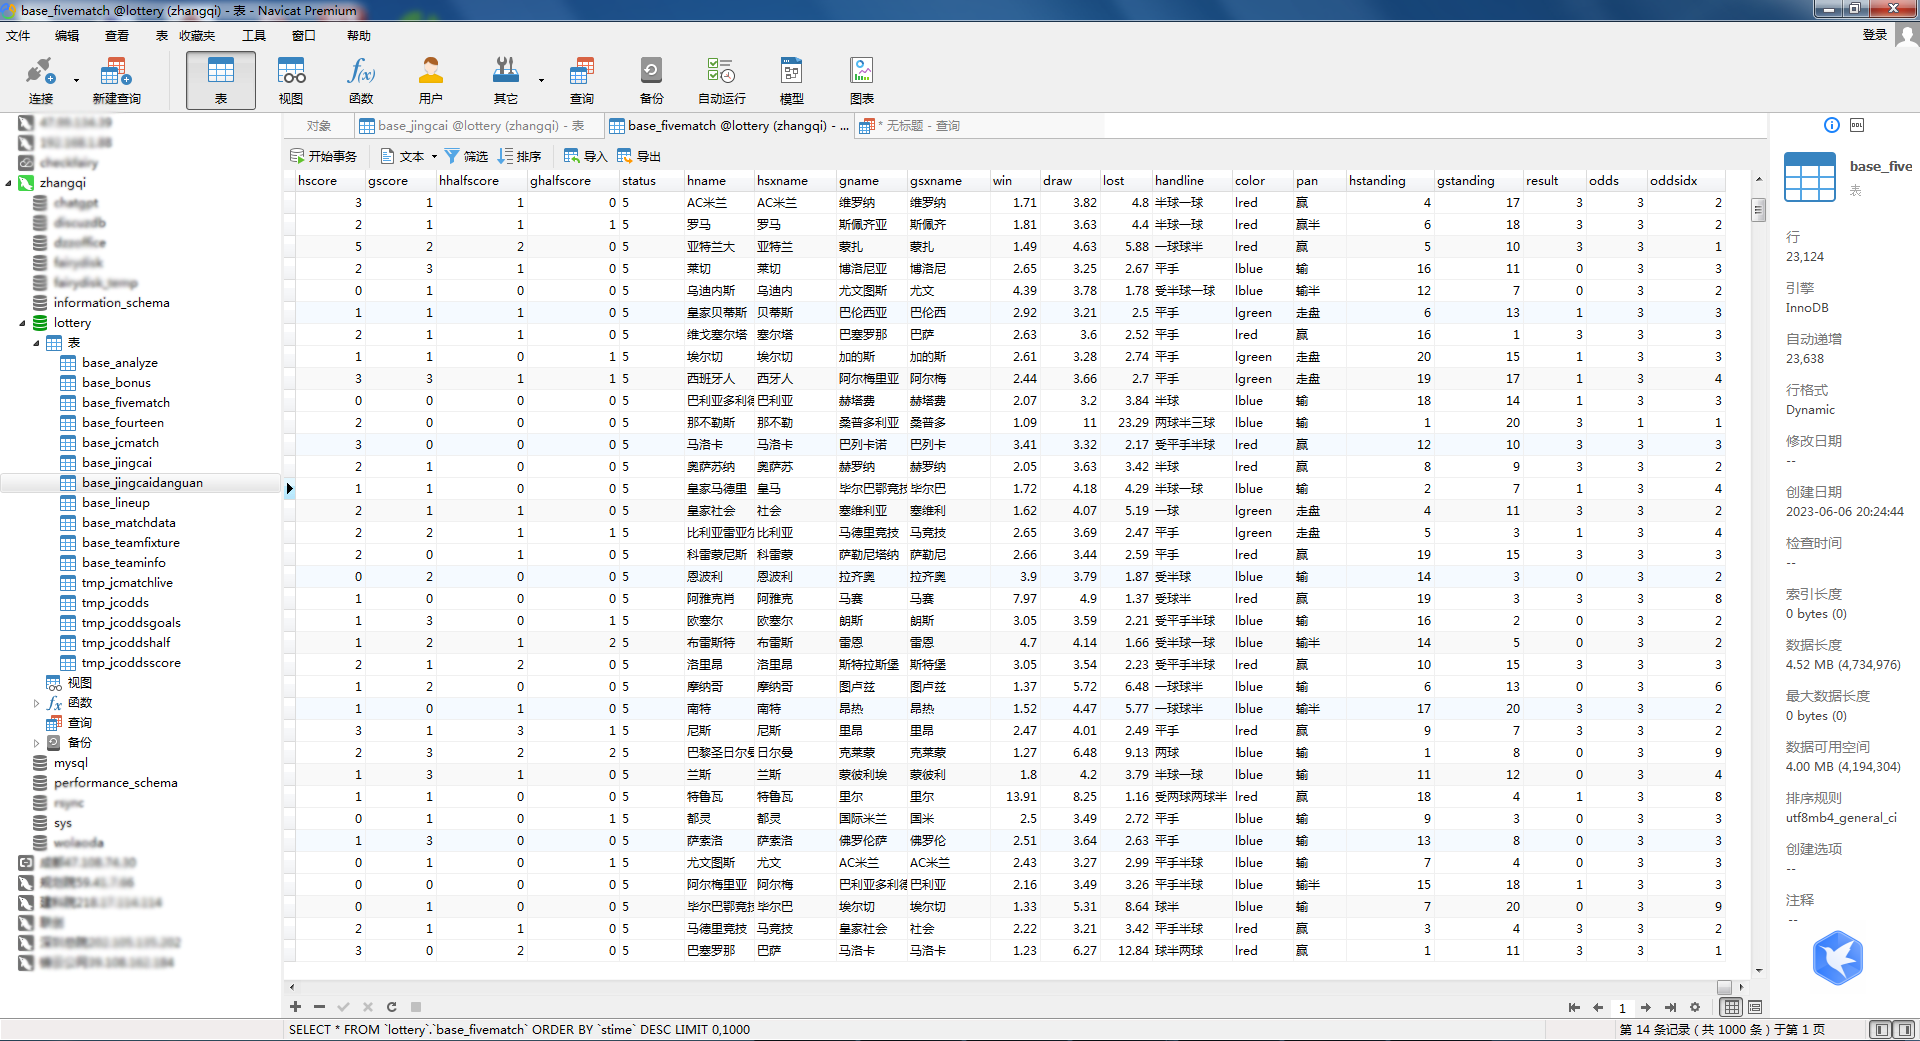 base_fivematch @lottery (zhangqi) - 表 - Navicat Premium
文件 编辑 查看 表 收藏夹 工具 窗口 帮助 登录
连接 新建查询 表 视图 函数 用户 其它 查询 备份 自动运行 模型 图表
zhangqi
information_schema
lottery
表
base_analyze
base_bonus
base_fivematch
base_fourteen
base_jcmatch
base_jingcai
base_jingcaidanguan
base_lineup
base_matchdata
base_teamfixture
base_teaminfo
tmp_jcmatchlive
tmp_jcodds
tmp_jcoddsgoals
tmp_jcoddshalf
tmp_jcoddsscore
视图
函数
查询
备份
mysql
performance_schema
sys
对象 base_jingcai @lottery (zhangqi) - 表 base_fivematch @lottery (zhangqi) - ... * 无标题 - 查询
开始事务 文本 筛选 排序 导入 导出
hscore gscore hhalfscore ghalfscore status hname hsxname gname gsxname win draw lost handline color pan hstanding gstanding result odds oddsidx
3 1 1 0 5 AC米兰 AC米兰 维罗纳 维罗纳 1.71 3.82 4.8 半球一球 lred 赢 4 17 3 3 2
2 1 1 1 5 罗马 罗马 斯佩齐亚 斯佩齐 1.81 3.63 4.4 半球一球 lred 赢半 6 18 3 3 2
5 2 2 0 5 亚特兰大 亚特兰 蒙扎 蒙扎 1.49 4.63 5.88 一球球半 lred 赢 5 10 3 3 1
2 3 1 0 5 莱切 莱切 博洛尼亚 博洛尼 2.65 3.25 2.67 平手 lblue 输 16 11 0 3 3
0 1 0 0 5 乌迪内斯 乌迪内 尤文图斯 尤文 4.39 3.78 1.78 受半球一球 lblue 输半 12 7 0 3 2
1 1 1 0 5 皇家贝蒂斯 贝蒂斯 巴伦西亚 巴伦西 2.92 3.21 2.5 平手 lgreen 走盘 6 13 1 3 3
2 1 1 0 5 维戈塞尔塔 塞尔塔 巴塞罗那 巴萨 2.63 3.6 2.52 平手 lred 赢 16 1 3 3 3
1 1 0 1 5 埃尔切 埃尔切 加的斯 加的斯 2.61 3.28 2.74 平手 lgreen 走盘 20 15 1 3 3
3 3 1 1 5 西班牙人 西牙人 阿尔梅里亚 阿尔梅 2.44 3.66 2.7 平手 lgreen 走盘 19 17 1 3 4
0 0 0 0 5 巴利亚多利德 巴利亚 赫塔费 赫塔费 2.07 3.2 3.84 半球 lblue 输 18 14 1 3 3
2 0 0 0 5 那不勒斯 那不勒 桑普多利亚 桑普多 1.09 11 23.29 两球半三球 lblue 输 1 20 3 1 1
3 0 0 0 5 马洛卡 马洛卡 巴列卡诺 巴列卡 3.41 3.32 2.17 受平手半球 lred 赢 12 10 3 3 3
2 1 0 0 5 奥萨苏纳 奥萨苏 赫罗纳 赫罗纳 2.05 3.63 3.42 半球 lred 赢 8 9 3 3 2
1 1 0 0 5 皇家马德里 皇马 毕尔巴鄂竞技 毕尔巴 1.72 4.18 4.29 半球一球 lblue 输 2 7 1 3 4
2 1 1 0 5 皇家社会 社会 塞维利亚 塞维利 1.62 4.07 5.19 一球 lgreen 走盘 4 11 3 3 2
2 2 1 1 5 比利亚雷亚尔 比利亚 马德里竞技 马竞技 2.65 3.69 2.47 平手 lgreen 走盘 5 3 1 3 4
2 0 1 0 5 科雷蒙尼斯 科雷蒙 萨勒尼塔纳 萨勒尼 2.66 3.44 2.59 平手 lred 赢 19 15 3 3 3
0 2 0 0 5 恩波利 恩波利 拉齐奥 拉齐奥 3.9 3.79 1.87 受半球 lblue 输 14 3 0 3 2
1 0 0 0 5 阿雅克肖 阿雅克 马赛 马赛 7.97 4.9 1.37 受球半 lred 赢 19 3 3 3 8
1 3 0 1 5 欧塞尔 欧塞尔 朗斯 朗斯 3.05 3.59 2.21 受平手半球 lblue 输 16 2 0 3 2
1 2 1 2 5 布雷斯特 布雷斯 雷恩 雷恩 4.7 4.14 1.66 受半球一球 lblue 输半 14 5 0 3 2
2 1 2 0 5 洛里昂 洛里昂 斯特拉斯堡 斯特堡 3.05 3.54 2.23 受平手半球 lred 赢 10 15 3 3 3
1 2 0 0 5 摩纳哥 摩纳哥 图卢兹 图卢兹 1.37 5.72 6.48 一球球半 lblue 输 6 13 0 3 6
1 0 1 0 5 南特 南特 昂热 昂热 1.52 4.47 5.77 一球球半 lblue 输半 17 20 3 3 2
3 1 3 1 5 尼斯 尼斯 里昂 里昂 2.47 4.01 2.49 平手 lred 赢 9 7 3 3 2
2 3 2 2 5 巴黎圣日尔曼 日尔曼 克莱蒙 克莱蒙 1.27 6.48 9.13 两球 lblue 输 1 8 0 3 9
1 3 1 0 5 兰斯 兰斯 蒙彼利埃 蒙彼利 1.8 4.2 3.79 半球一球 lblue 输 11 12 0 3 4
1 1 0 0 5 特鲁瓦 特鲁瓦 里尔 里尔 13.91 8.25 1.16 受两球两球半 lred 赢 18 4 1 3 8
0 1 0 1 5 都灵 都灵 国际米兰 国米 2.5 3.49 2.72 平手 lblue 输 9 3 0 3 3
1 3 0 0 5 萨索洛 萨索洛 佛罗伦萨 佛罗伦 2.51 3.64 2.63 平手 lblue 输 13 8 0 3 3
0 1 0 1 5 尤文图斯 尤文 AC米兰 AC米兰 2.43 3.27 2.99 平手半球 lblue 输 7 4 0 3 3
0 0 0 0 5 阿尔梅里亚 阿尔梅 巴利亚多利德 巴利亚 2.16 3.49 3.26 平手半球 lblue 输半 15 18 1 3 3
0 1 0 0 5 毕尔巴鄂竞技 毕尔巴 埃尔切 埃尔切 1.33 5.31 8.64 球半 lblue 输 7 20 0 3 9
2 1 1 0 5 马德里竞技 马竞技 皇家社会 社会 2.22 3.21 3.42 平手半球 lred 赢 3 4 3 3 2
3 0 2 0 5 巴塞罗那 巴萨 马洛卡 马洛卡 1.23 6.27 12.84 球半两球 lred 赢 1 11 3 3 1
1
SELECT * FROM `lottery`.`base_fivematch` ORDER BY `stime` DESC LIMIT 0,1000
第 14 条记录 ( 共 1000 条 ) 于第 1 页
DDL
base_five
表
行
23,124
引擎
InnoDB
自动递增
23,638
行格式
Dynamic
修改日期
--
创建日期
2023-06-06 20:24:44
检查时间
--
索引长度
0 bytes (0)
数据长度
4.52 MB (4,734,976)
最大数据长度
0 bytes (0)
数据可用空间
4.00 MB (4,194,304)
排序规则
utf8mb4_general_ci
创建选项
--
注释
--